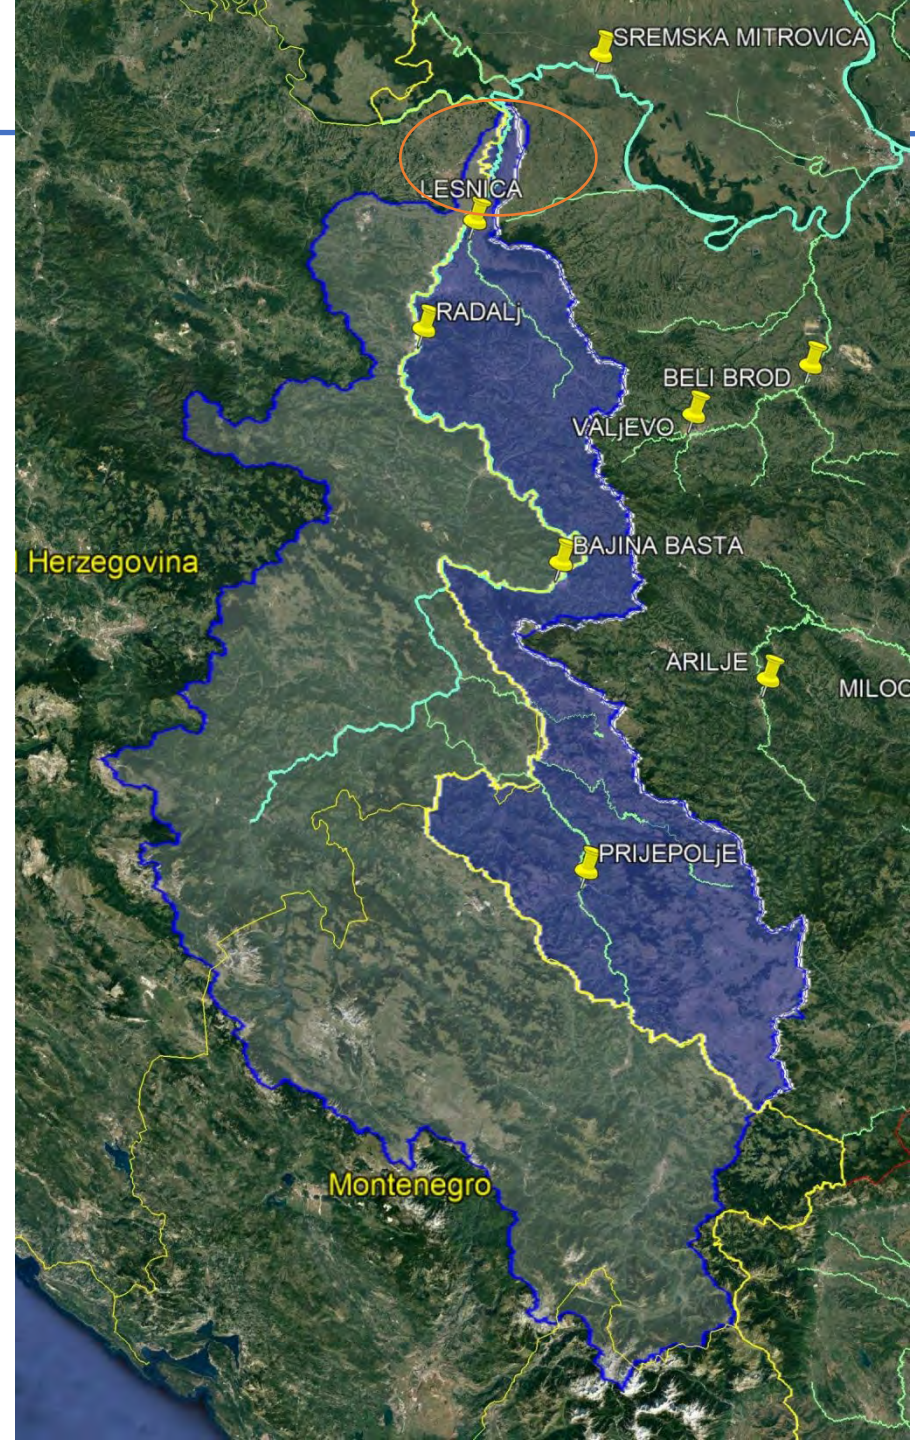 SREMSKA MITROVICA
LESNICA
RADALj
BELI BROD
VALjEVO
BAJINA BASTA
l Herzegovina
ARILJE
MILOC
PRIJEPOLjE
Montenegro